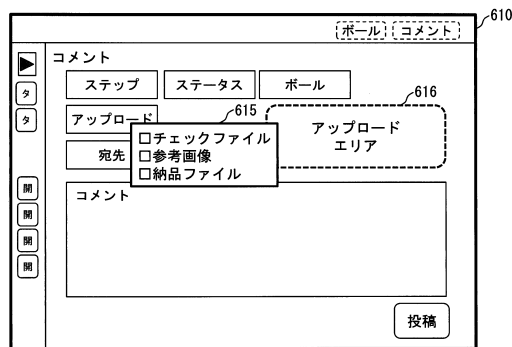 ボール コメント
610
コメント
ステップ ステータス ボール
616
アップロード
615
アップロード
エリア
□チェックファイル
□参考画像
□納品ファイル
宛先
コメント
タ
タ
開
開
開
開
投稿